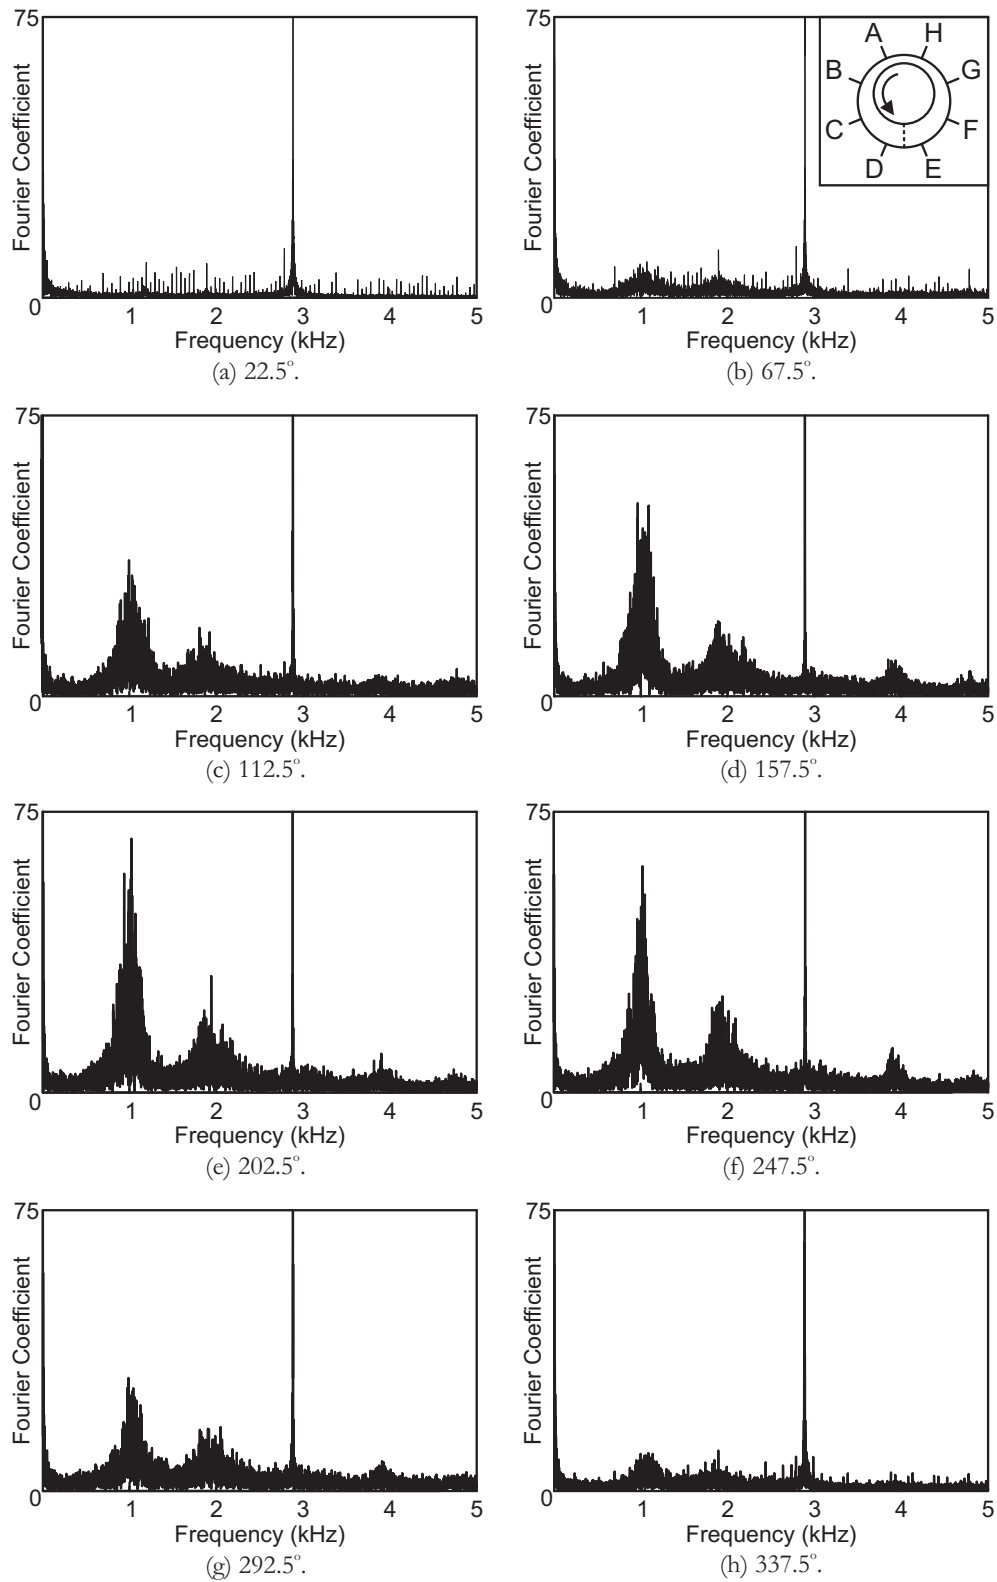 75
Fourier Coefficient
0
1 2 3 4 5
Frequency (kHz)
(a) 22.5°.
75
Fourier Coefficient
0
1 2 3 4 5
Frequency (kHz)
(b) 67.5°.
A H
B G
C F
D E
75
Fourier Coefficient
0
1 2 3 4 5
Frequency (kHz)
(c) 112.5°.
75
Fourier Coefficient
0
1 2 3 4 5
Frequency (kHz)
(d) 157.5°.
75
Fourier Coefficient
0
1 2 3 4 5
Frequency (kHz)
(e) 202.5°.
75
Fourier Coefficient
0
1 2 3 4 5
Frequency (kHz)
(f) 247.5°.
75
Fourier Coefficient
0
1 2 3 4 5
Frequency (kHz)
(g) 292.5°.
75
Fourier Coefficient
0
1 2 3 4 5
Frequency (kHz)
(h) 337.5°.